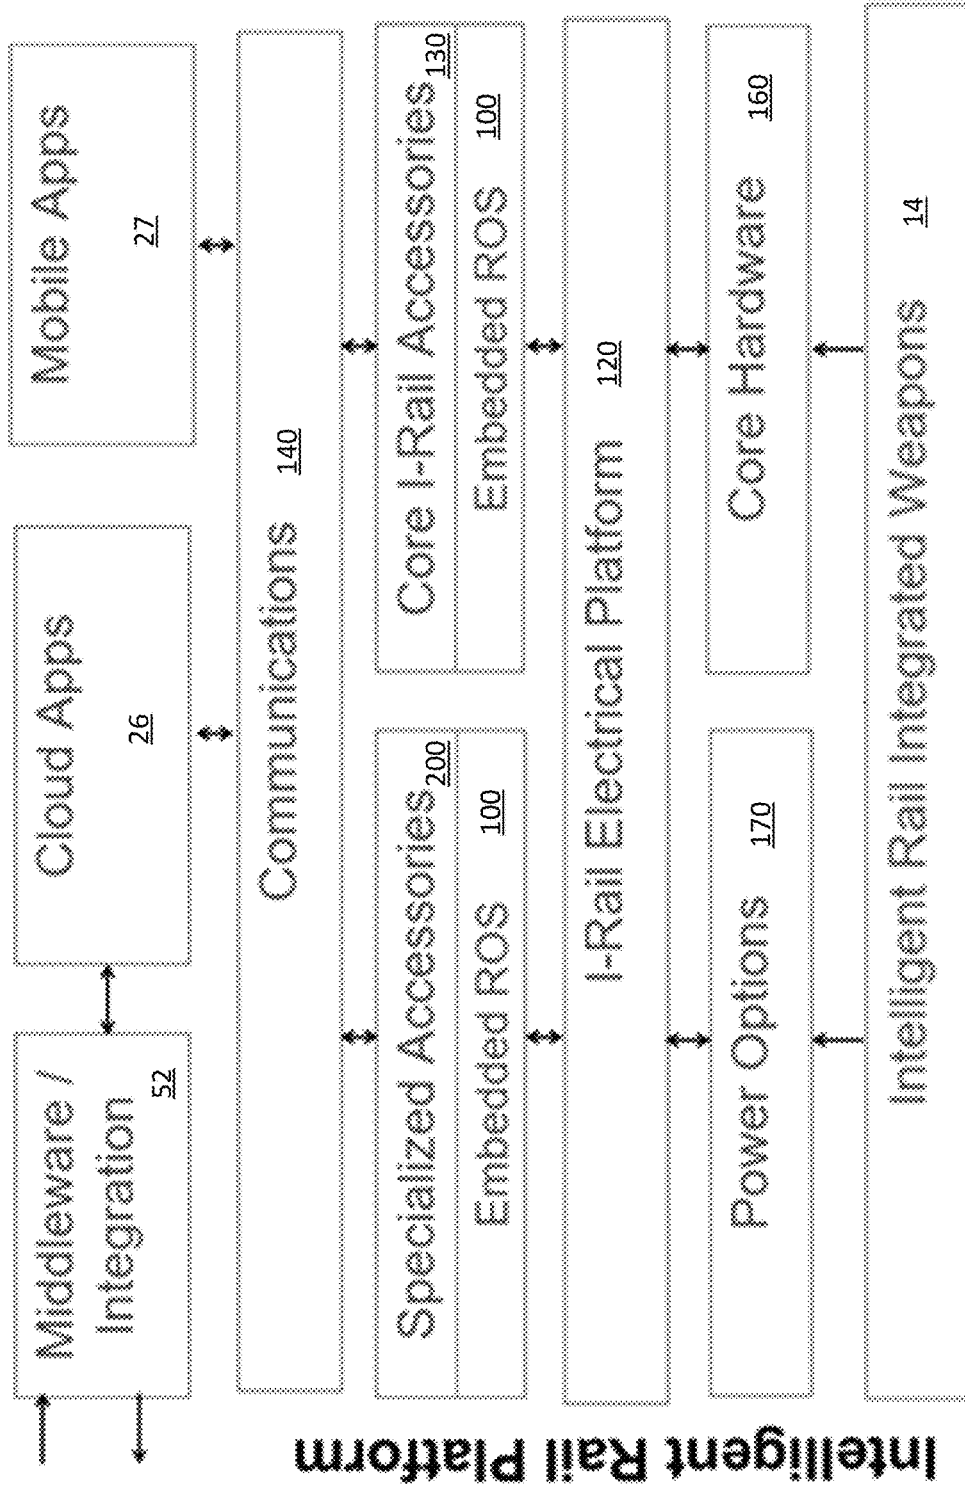 Intelligent Rail Platform
Middleware /
Integration
52
Cloud Apps
26
Mobile Apps
27
Communications
140
Specialized Accessories
200
Embedded ROS
100
Core I-Rail Accessories
130
Embedded ROS
100
I-Rail Electrical Platform
120
Power Options
170
Core Hardware
160
Intelligent Rail Integrated Weapons
14